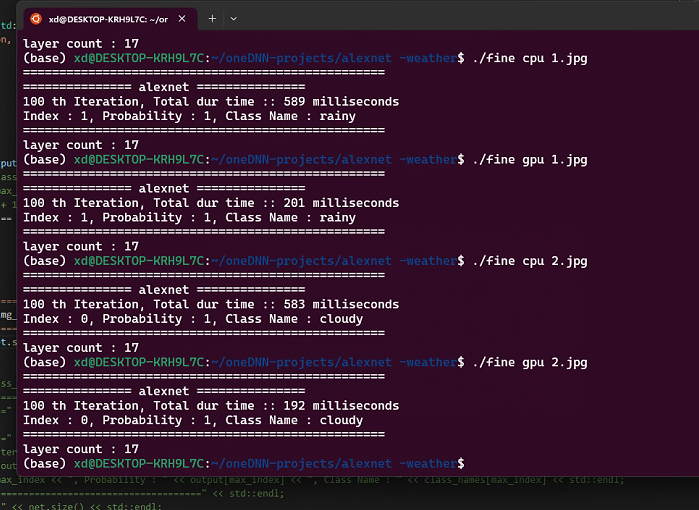 xd@DESKTOP-KRH9L7C: ~/or
layer count : 17
(base) xd@DESKTOP-KRH9L7C:~/oneDNN-projects/alexnet -weather$ ./fine cpu 1.jpg
==================================================
=============== alexnet ===============
100 th Iteration, Total dur time :: 589 milliseconds
Index : 1, Probability : 1, Class Name : rainy
==================================================
layer count : 17
(base) xd@DESKTOP-KRH9L7C:~/oneDNN-projects/alexnet -weather$ ./fine gpu 1.jpg
==================================================
=============== alexnet ===============
100 th Iteration, Total dur time :: 201 milliseconds
Index : 1, Probability : 1, Class Name : rainy
==================================================
layer count : 17
(base) xd@DESKTOP-KRH9L7C:~/oneDNN-projects/alexnet -weather$ ./fine cpu 2.jpg
==================================================
=============== alexnet ===============
100 th Iteration, Total dur time :: 583 milliseconds
Index : 0, Probability : 1, Class Name : cloudy
==================================================
layer count : 17
(base) xd@DESKTOP-KRH9L7C:~/oneDNN-projects/alexnet -weather$ ./fine gpu 2.jpg
==================================================
=============== alexnet ===============
100 th Iteration, Total dur time :: 192 milliseconds
Index : 0, Probability : 1, Class Name : cloudy
==================================================
layer count : 17
(base) xd@DESKTOP-KRH9L7C:~/oneDNN-projects/alexnet -weather$
max_index << ", Probability : " << output[max_index] << ", Class Name : " << class_names[max_index] << std::endl;
===================================" << std::endl;
" << net.size() << std::endl;